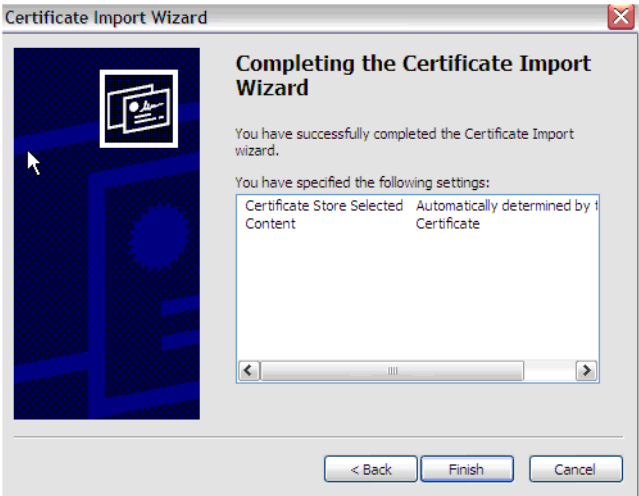 Certificate Import Wizard
Completing the Certificate Import
Wizard
You have successfully completed the Certificate Import
wizard.
You have specified the following settings:
Certificate Store Selected Automatically determined by t
Content Certificate
< Back Finish Cancel